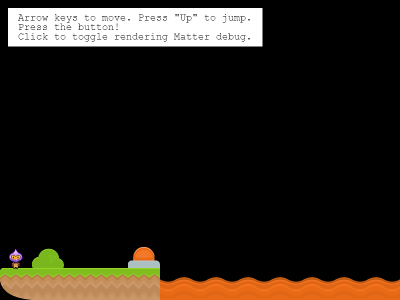 Arrow keys to move. Press "Up" to jump.
Press the button!
Click to toggle rendering Matter debug.